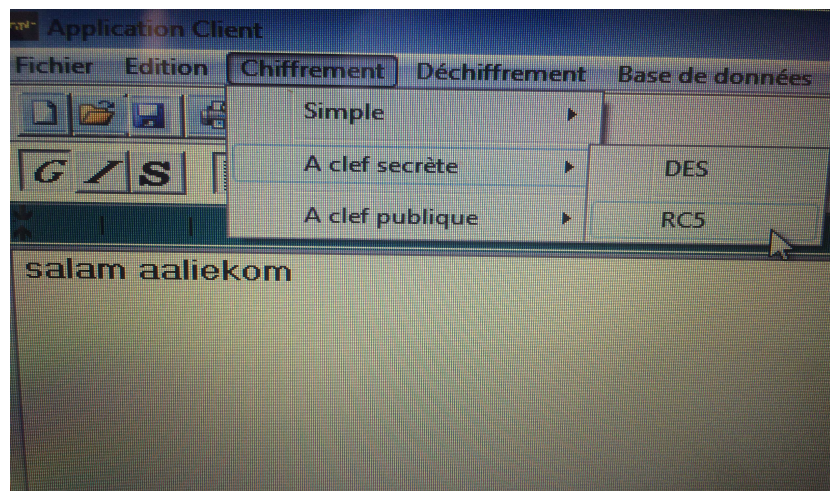 Application Client
Fichier Edition Chiffrement Déchiffrement Base de données
Simple
A clef secrète
DES
A clef publique
RC5
G I S
salam aaliekom